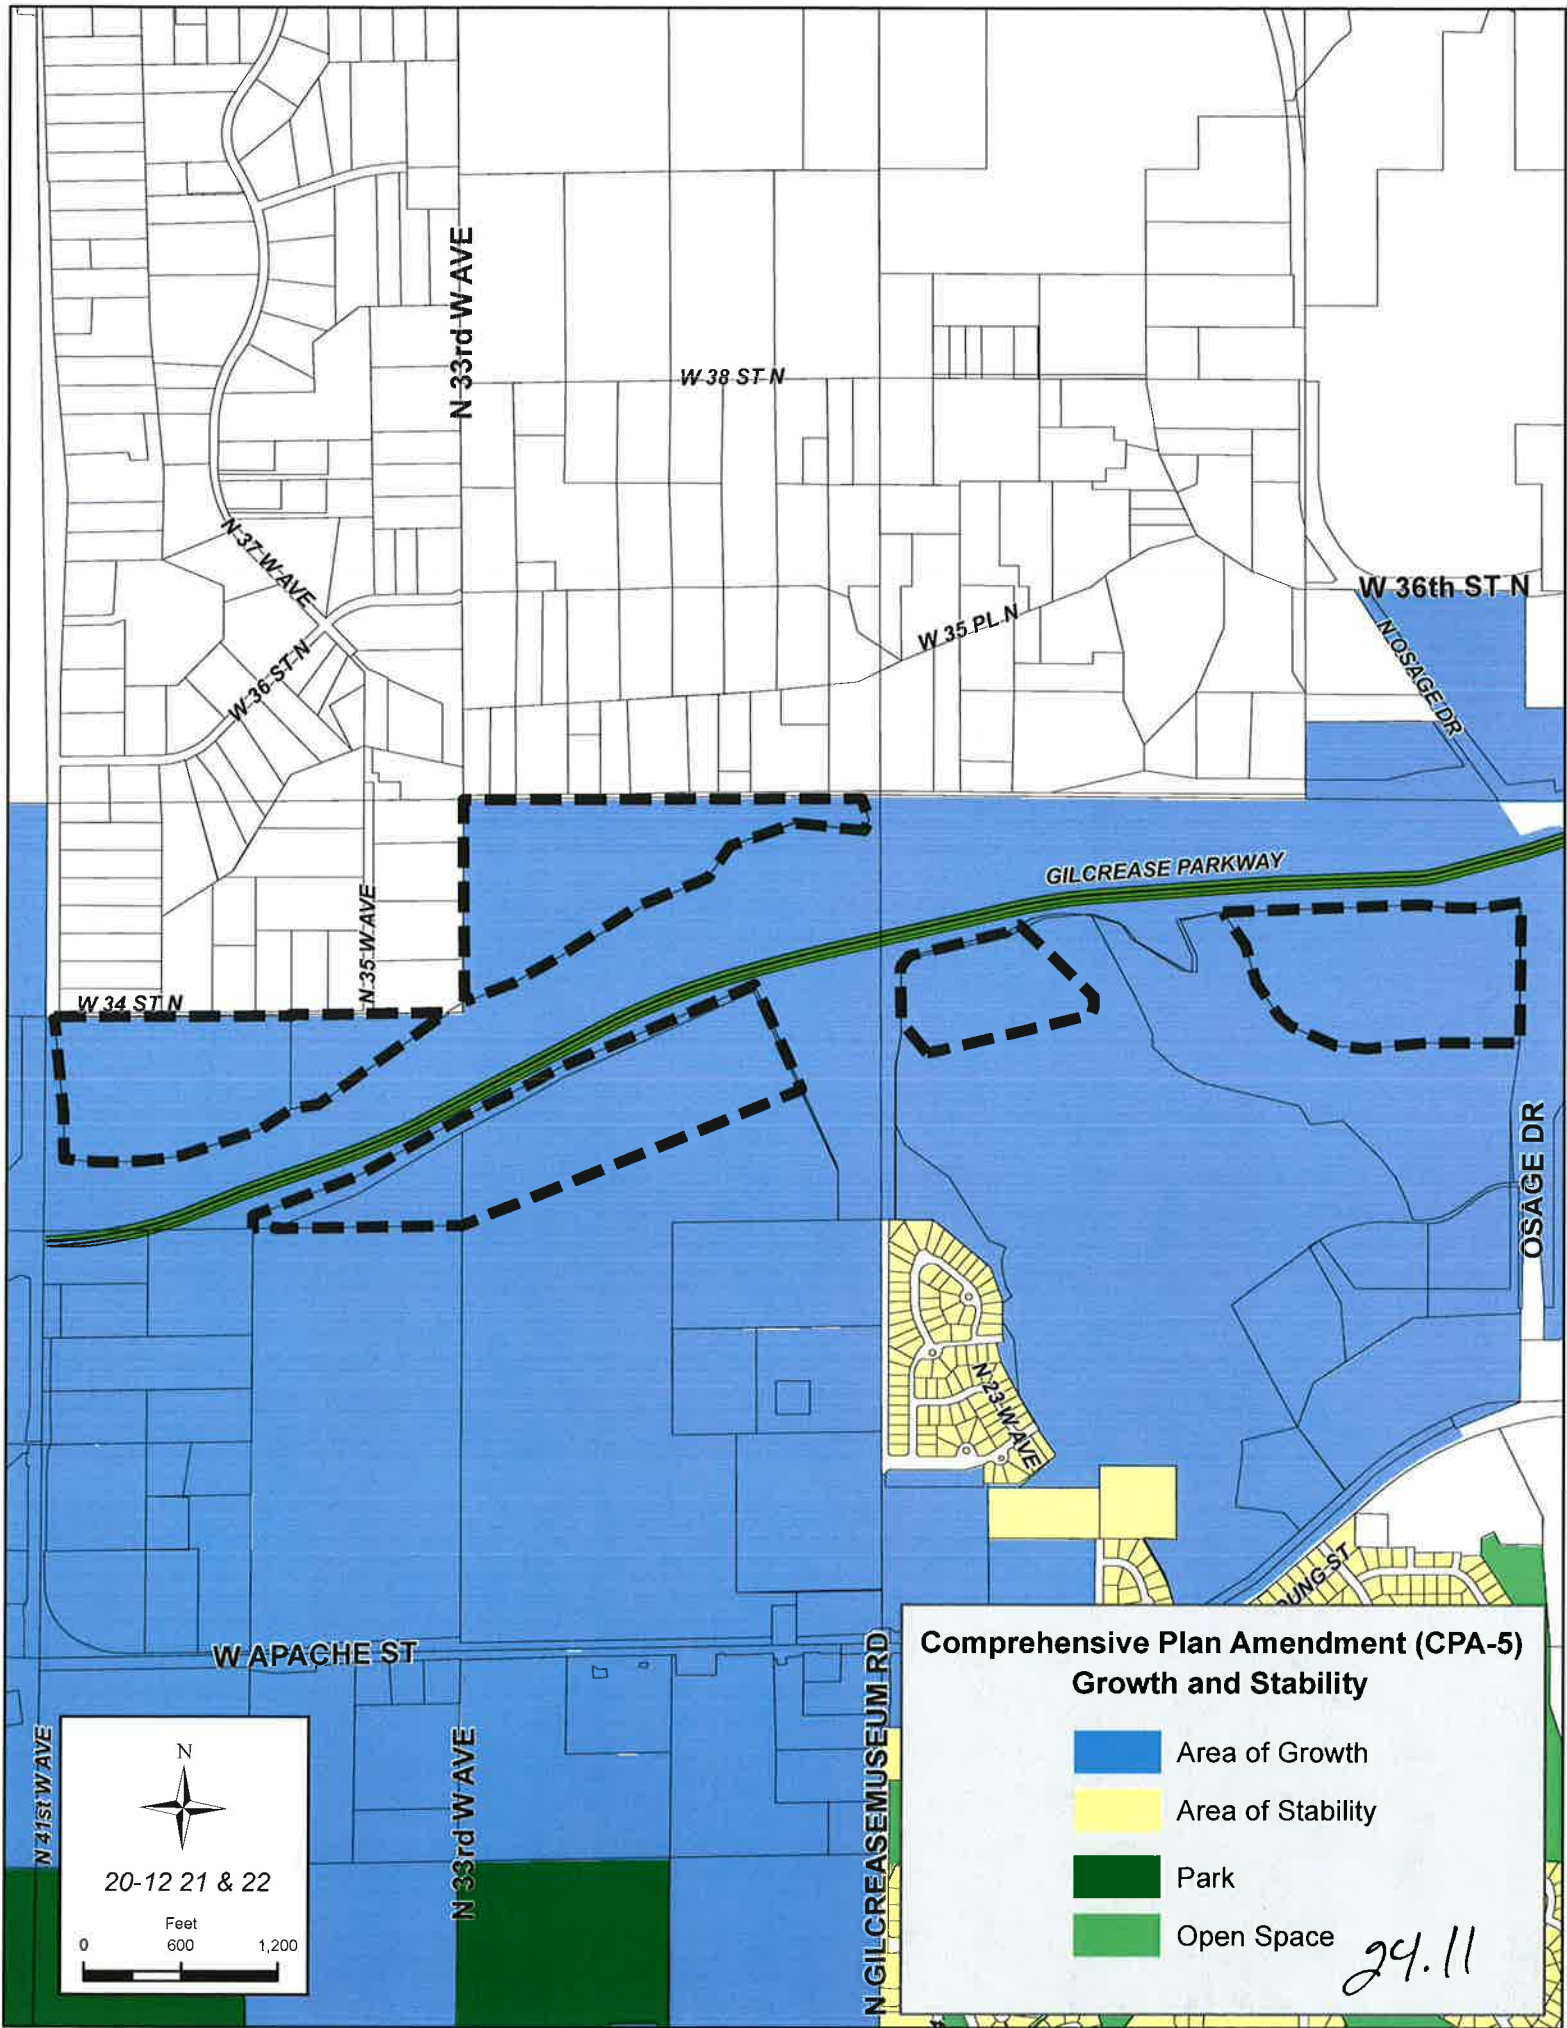 N 33rd W AVE
W 38 ST N
N 37 W AVE
W 36th ST N
W 35 PL N
N OSAGE DR
W 36 ST N
GILCREASE PARKWAY
N 35 W AVE
W 34 ST N
OSAGE DR
N 23 W AVE
OUNG ST
W APACHE ST
N GILCREASEMUSEUM RD
N 41st W AVE
N 33rd W AVE
N
20-12 21 & 22
Feet
0 600 1,200
Comprehensive Plan Amendment (CPA-5)
Growth and Stability
Area of Growth
Area of Stability
Park
Open Space
24.11